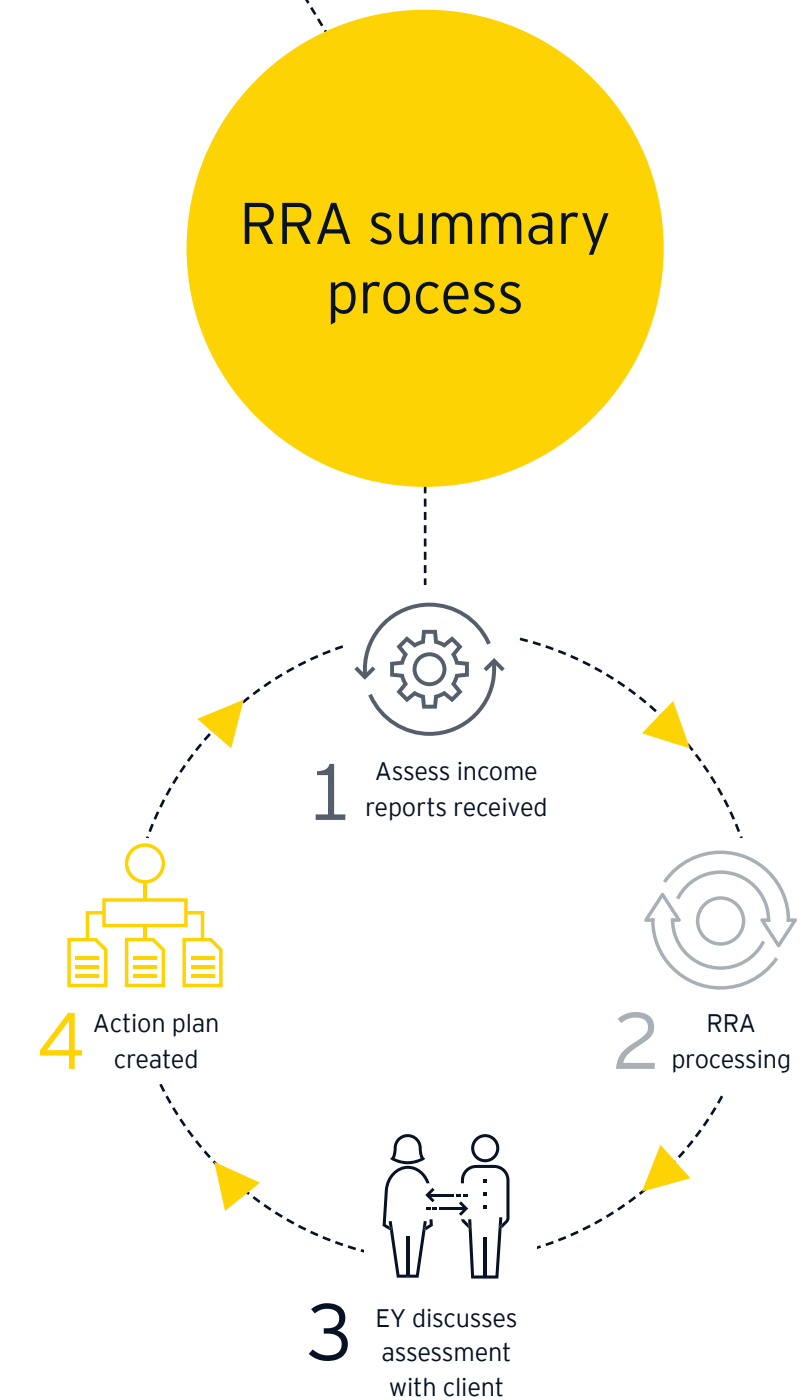 RRA summary
process
1
Assess income
reports received
2
RRA
processing
3
EY discusses
assessment
with client
4
Action plan
created